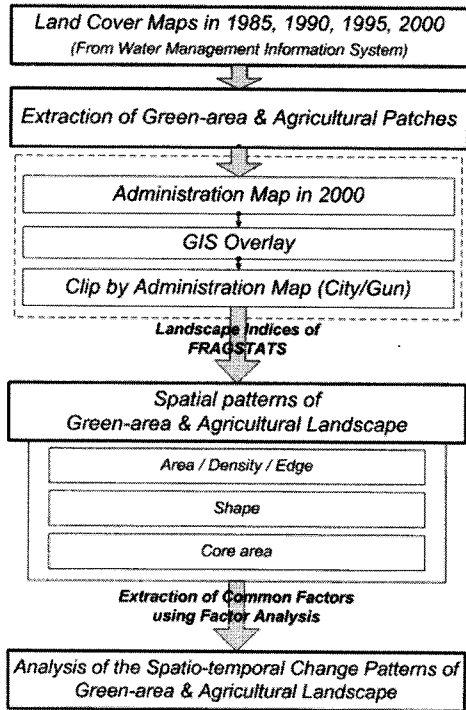 Land Cover Maps in 1985, 1990, 1995, 2000
(From Water Management Information System)
Extraction of Green-area & Agricultural Patches
Administration Map in 2000
GIS Overlay
Clip by Administration Map (City/Gun)
Landscape Indices of
FRAGSTATS
Spatial patterns of
Green-area & Agricultural Landscape
Area / Density / Edge
Shape
Core area
Extraction of Common Factors
using Factor Analysis
Analysis of the Spatio-temporal Change Patterns of
Green-area & Agricultural Landscape